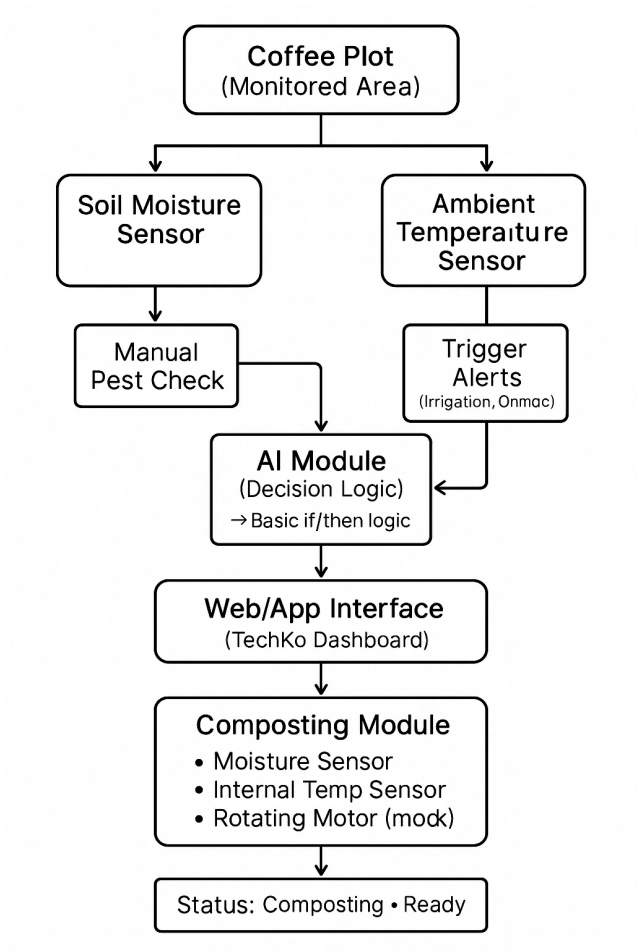 Coffee Plot
(Monitored Area)
Soil Moisture
Sensor
Ambient
Temperaıture
Sensor
Manual
Pest Check
Trigger
Alerts
(Irrigation, Onmac)
AI Module
(Decision Logic)
→ Basic if/then logic
Web/App Interface
(TechKo Dashboard)
Composting Module
• Moisture Sensor
• Internal Temp Sensor
• Rotating Motor (mock)
Status: Composting • Ready